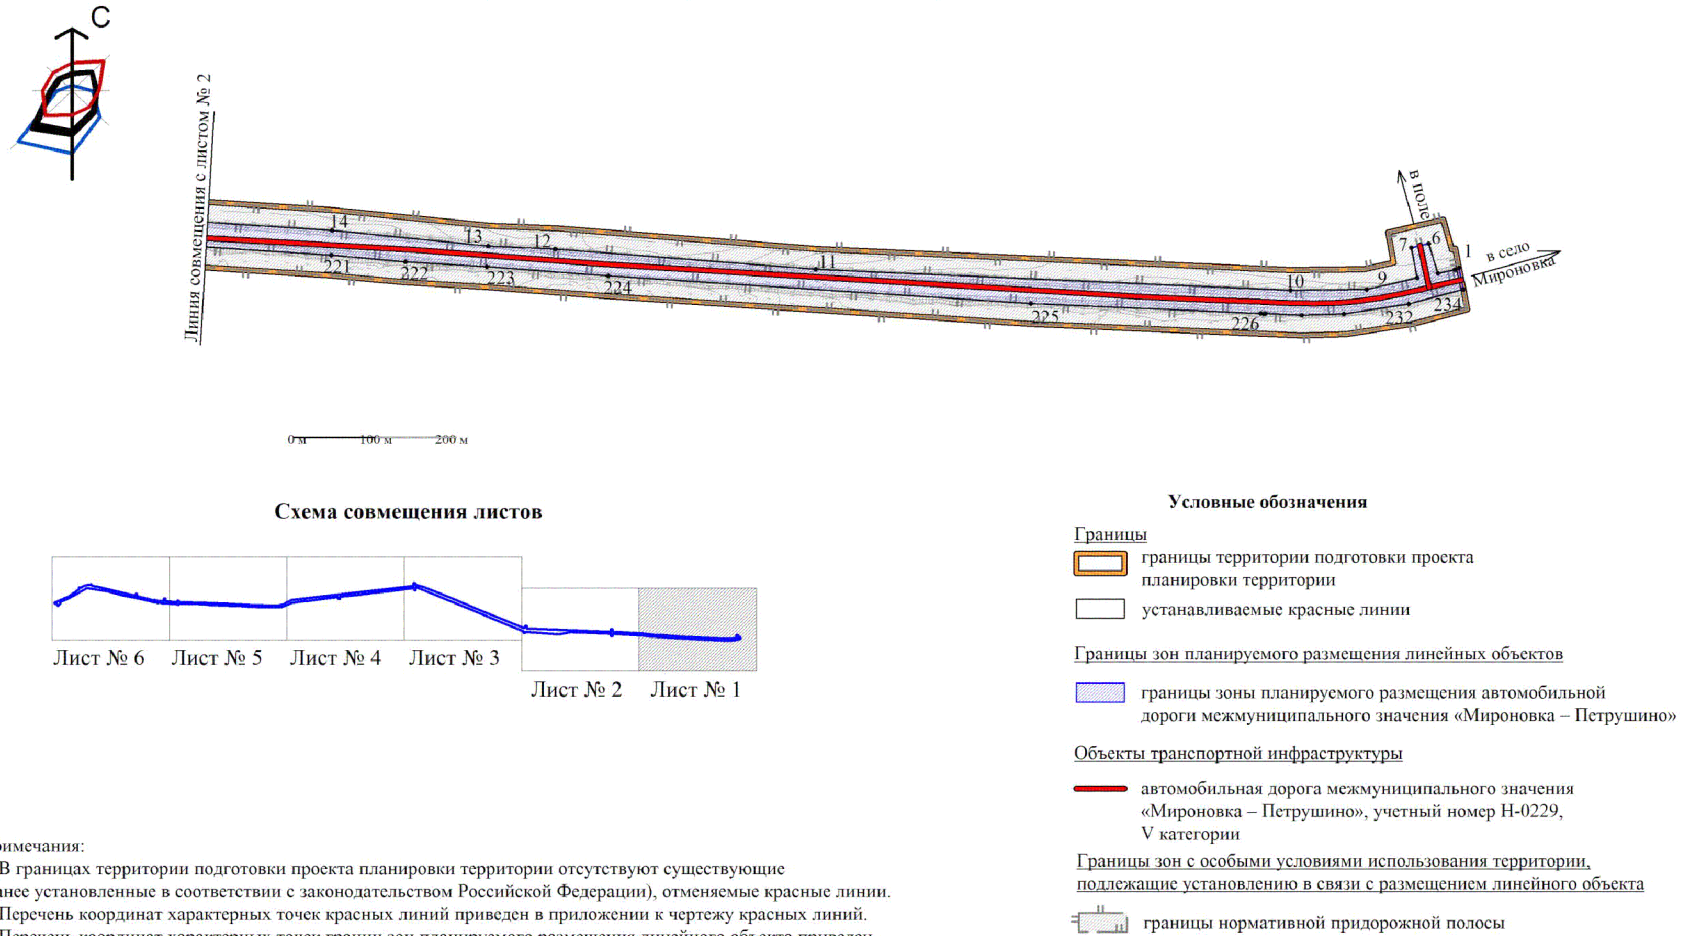 С
Линия совмещения с листом № 2
14
13
12
11
10
9
7
6
1
в поле
в село
Мироновка
221
222
223
224
225
226
232
234
0 м 100 м 200 м
Схема совмещения листов
Лист № 6 Лист № 5 Лист № 4 Лист № 3
Лист № 2 Лист № 1
Условные обозначения
Границы
границы территории подготовки проекта
планировки территории
устанавливаемые красные линии
Границы зон планируемого размещения линейных объектов
границы зоны планируемого размещения автомобильной
дороги межмуниципального значения «Мироновка – Петрушино»
Объекты транспортной инфраструктуры
автомобильная дорога межмуниципального значения
«Мироновка – Петрушино», учетный номер Н-0229,
V категории
Границы зон с особыми условиями использования территории,
подлежащие установлению в связи с размещением линейного объекта
границы нормативной придорожной полосы
римечания:
В границах территории подготовки проекта планировки территории отсутствуют существующие
анее установленные в соответствии с законодательством Российской Федерации), отменяемые красные линии.
Перечень координат характерных точек красных линий приведен в приложении к чертежу красных линий.